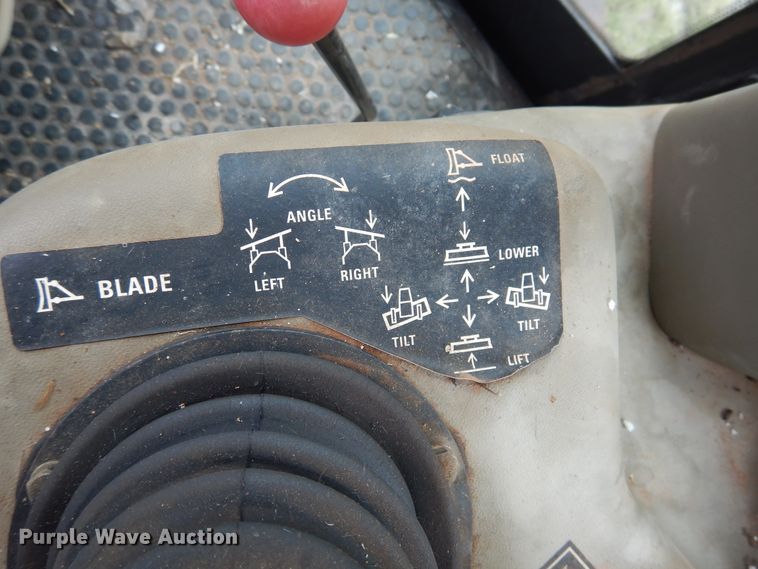 FLOAT
ANGLE
LOWER
LEFT
RIGHT
BLADE
TILT
TILT
LIFT
Purple Wave Auction